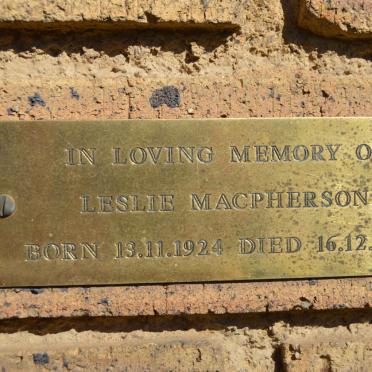 IN LOVING MEMORY O
LESLIE MACPHERSON
BORN 13.11.1924 DIED 16.12.